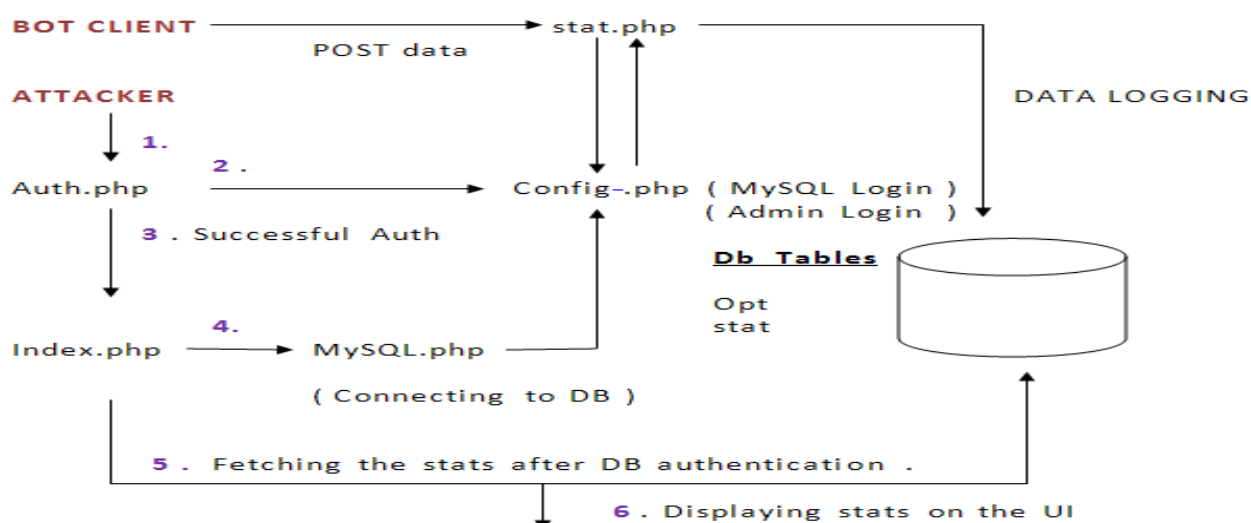 BOT CLIENT
stat.php
POST data
ATTACKER
DATA LOGGING
1.
2 .
Auth.php
Config-.php ( MySQL Login )
( Admin Login )
3 . Successful Auth
Db Tables
Opt
stat
4.
Index.php
MySQL.php
( Connecting to DB )
5 . Fetching the stats after DB authentication .
6 . Displaying stats on the UI